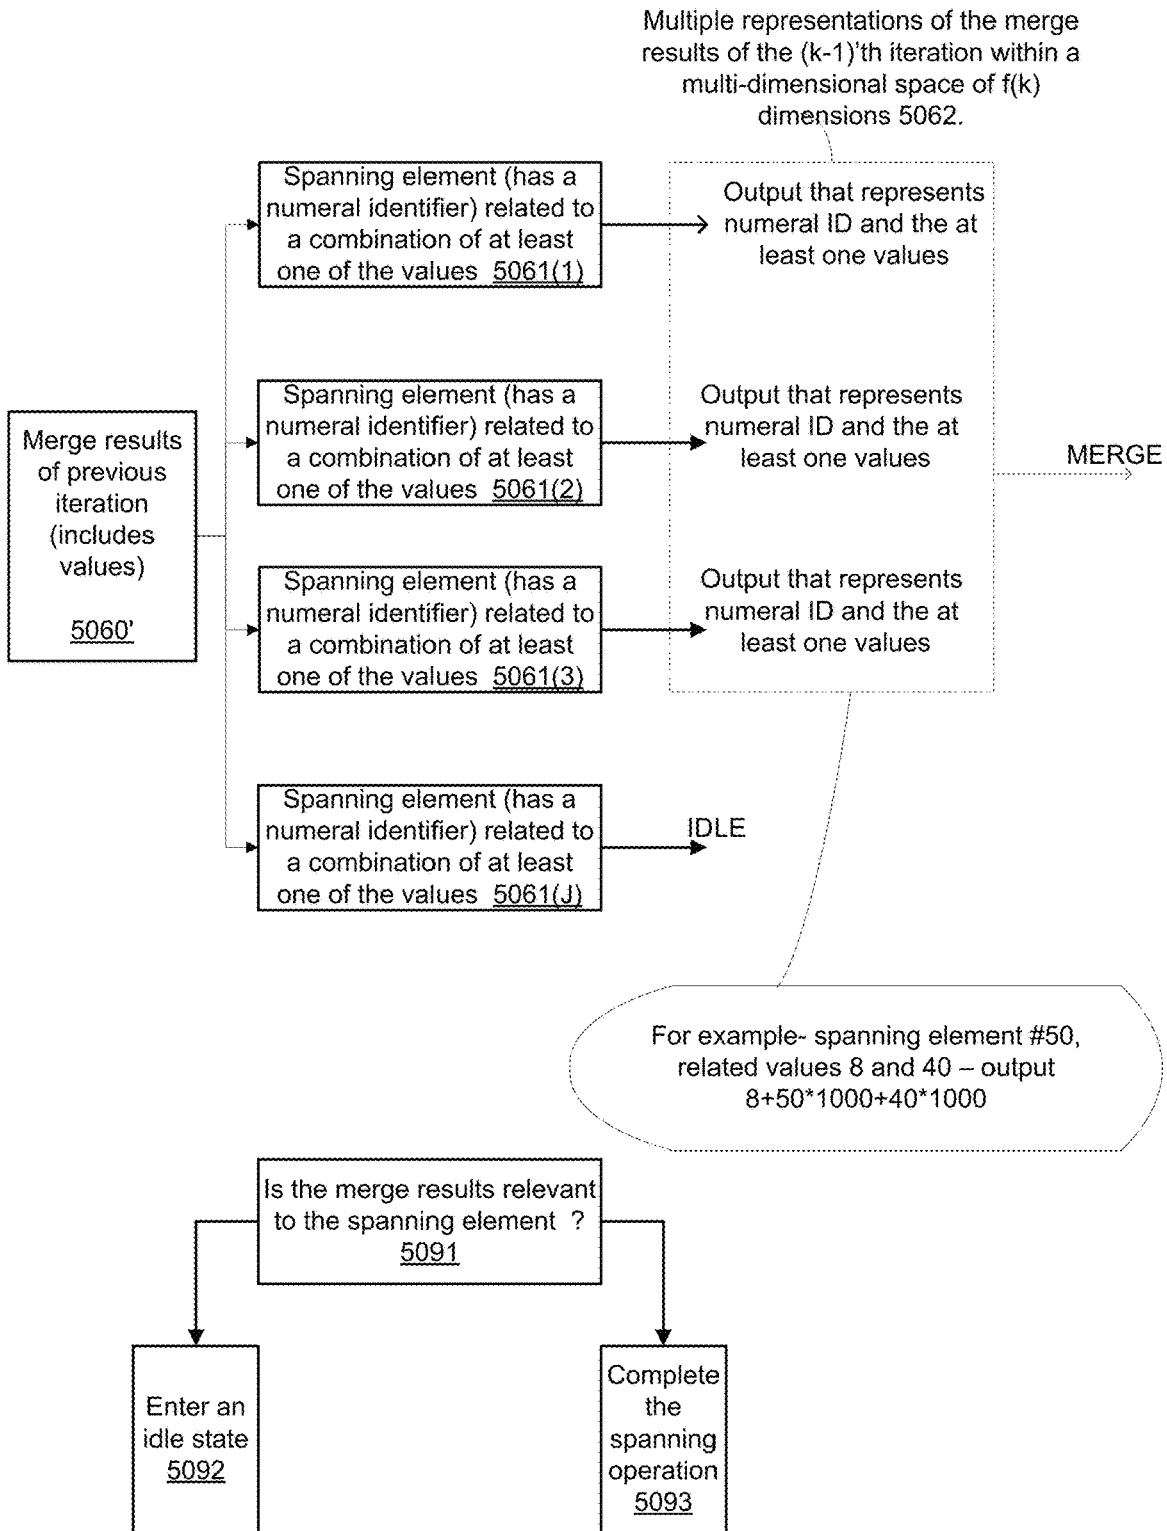 Multiple representations of the merge
results of the (k-1)'th iteration within a
multi-dimensional space of f(k)
dimensions 5062.
Spanning element (has a
numeral identifier) related to
a combination of at least
one of the values 5061(1)
Output that represents
numeral ID and the at
least one values
Merge results
of previous
iteration
(includes
values)
5060'
Spanning element (has a
numeral identifier) related to
a combination of at least
one of the values 5061(2)
Output that represents
numeral ID and the at
least one values
MERGE
Spanning element (has a
numeral identifier) related to
a combination of at least
one of the values 5061(3)
Output that represents
numeral ID and the at
least one values
Spanning element (has a
numeral identifier) related to
a combination of at least
one of the values 5061(J)
IDLE
For example- spanning element #50,
related values 8 and 40 – output
8+50*1000+40*1000
Is the merge results relevant
to the spanning element ?
5091
Enter an
idle state
5092
Complete
the
spanning
operation
5093